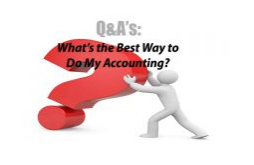 Q&A's:
What's the Best Way to
Do My Accounting?